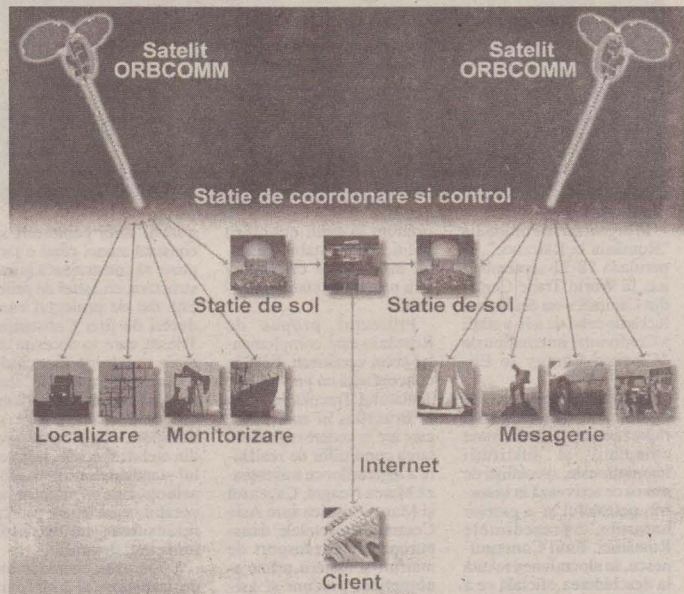 Satelit
ORBCOMM
Satelit
ORBCOMM
Statie de coordonare si control
Statie de sol
Statie de sol
Localizare
Monitorizare
Mesagerie
Internet
Client